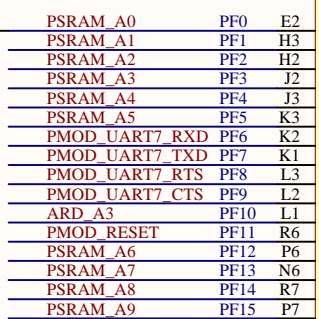 PSRAM_A0 PF0 E2
PSRAM_A1 PF1 H3
PSRAM_A2 PF2 H2
PSRAM_A3 PF3 J2
PSRAM_A4 PF4 J3
PSRAM_A5 PF5 K3
PMOD_UART7_RXD PF6 K2
PMOD_UART7_TXD PF7 K1
PMOD_UART7_RTS PF8 L3
PMOD_UART7_CTS PF9 L2
ARD_A3 PF10 L1
PMOD_RESET PF11 R6
PSRAM_A6 PF12 P6
PSRAM_A7 PF13 N6
PSRAM_A8 PF14 R7
PSRAM_A9 PF15 P7